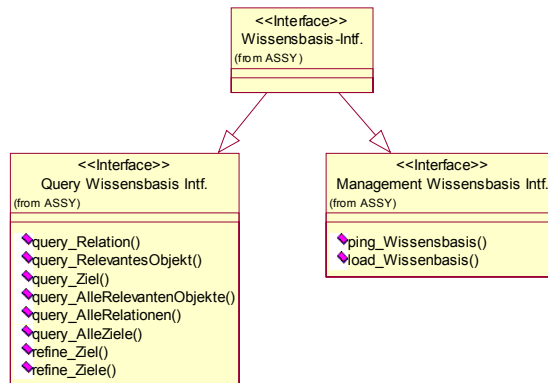 <<Interface>>
Wissensbasis-Intf.
(from ASSY)
<<Interface>>
Query Wissensbasis Intf.
(from ASSY)
query_Relation()
query_RelevantesObjekt()
query_Ziel()
query_AlleRelevantenObjekte()
query_AlleRelationen()
query_AlleZiele()
refine_Ziel()
refine_Ziele()
<<Interface>>
Management Wissensbasis Intf.
(from ASSY)
ping_Wissensbasis()
load_Wissenbasis()